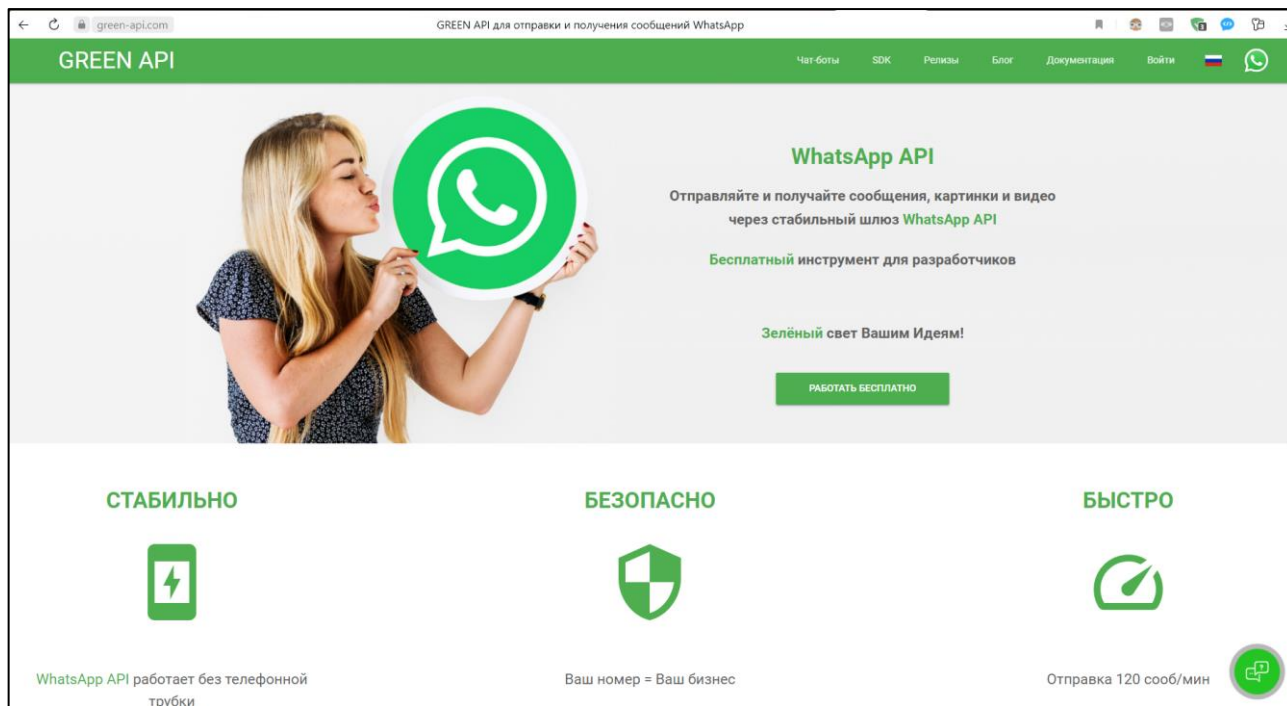 green-api.com
GREEN API для отправки и получения сообщений WhatsApp
GREEN API
Чат-боты
SDK
Релизы
Блог
Документация
Войти
WhatsApp API
Отправляйте и получайте сообщения, картинки и видео
через стабильный шлюз WhatsApp API
Бесплатный инструмент для разработчиков
Зелёный свет Вашим Идеям!
РАБОТАТЬ БЕСПЛАТНО
СТАБИЛЬНО
БЕЗОПАСНО
БЫСТРО
WhatsApp API работает без телефонной
трубки
Ваш номер = Ваш бизнес
Отправка 120 сооб/мин